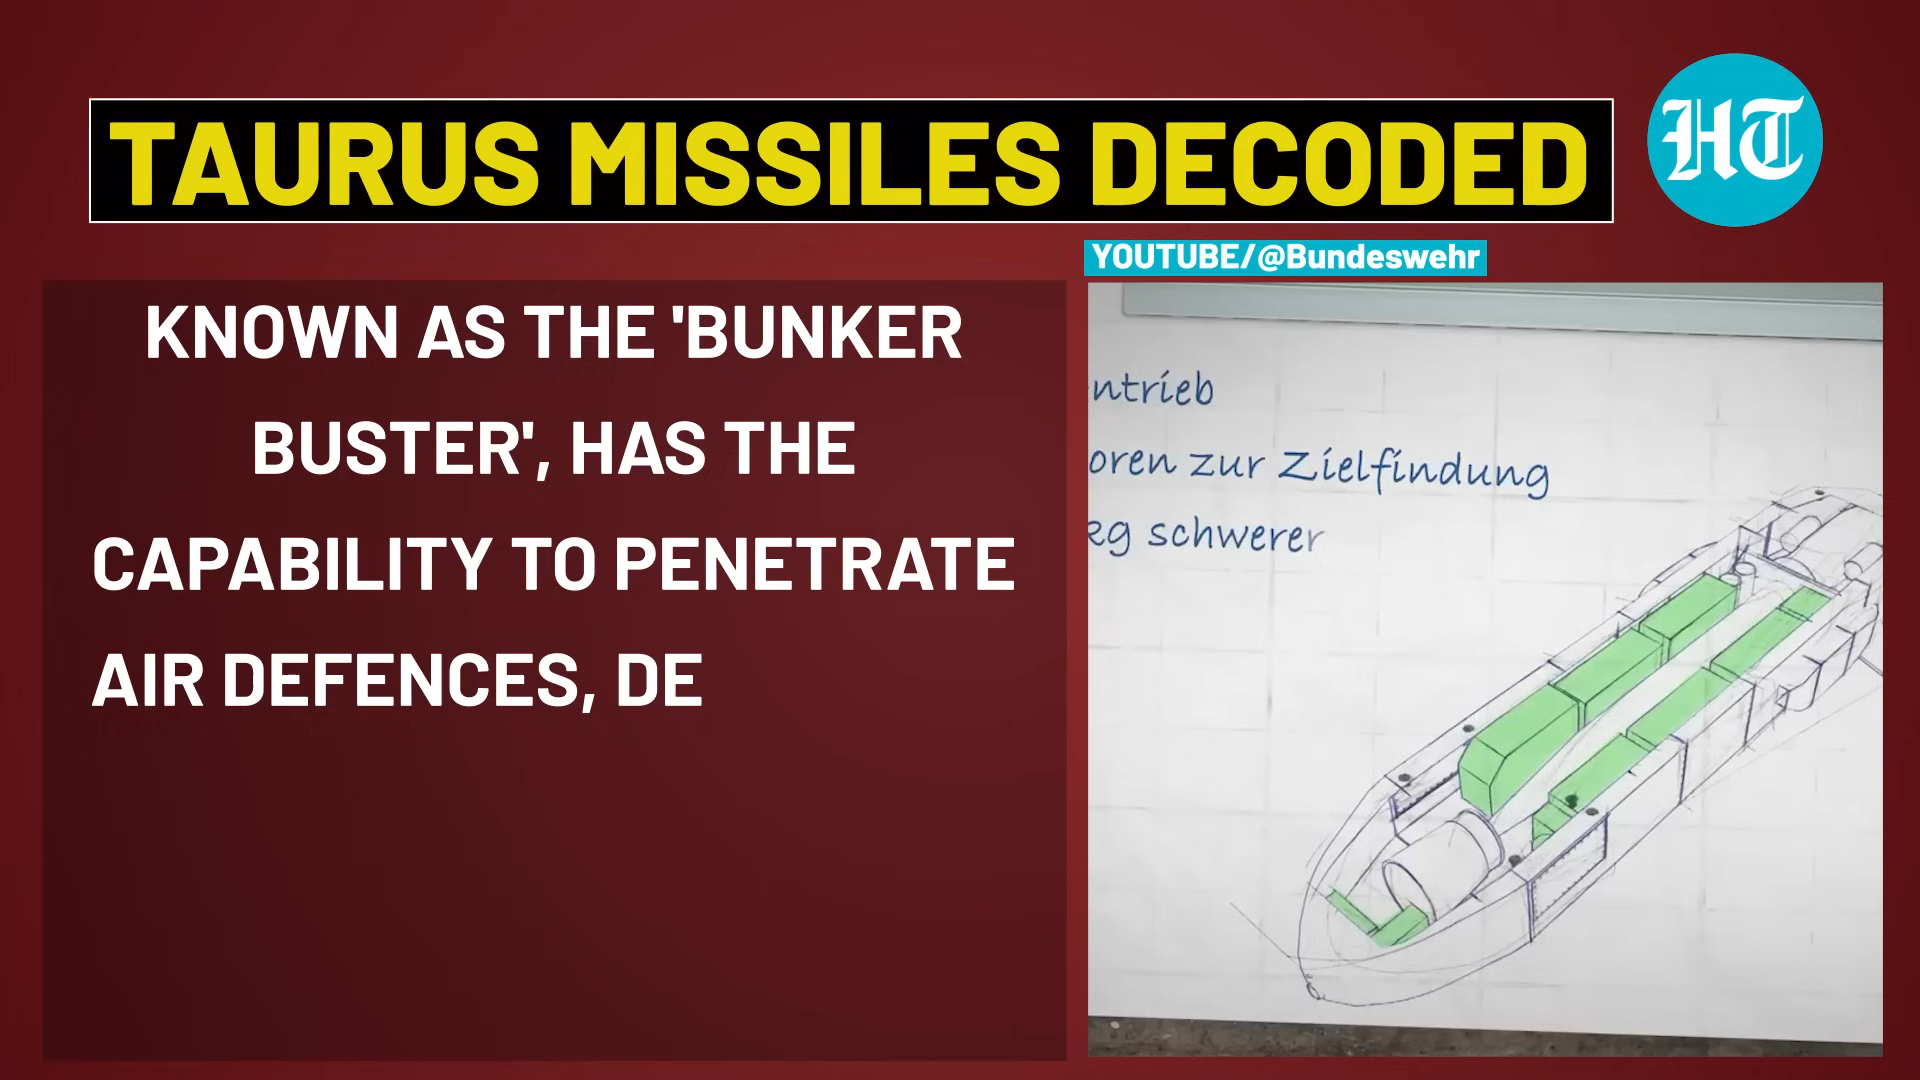 TAURUS MISSILES DECODED
HT
YOUTUBE/@Bundeswehr
KNOWN AS THE 'BUNKER
BUSTER', HAS THE
CAPABILITY TO PENETRATE
AIR DEFENCES, DE
ntrieb
oren zur Zielfindung
kg schwerer